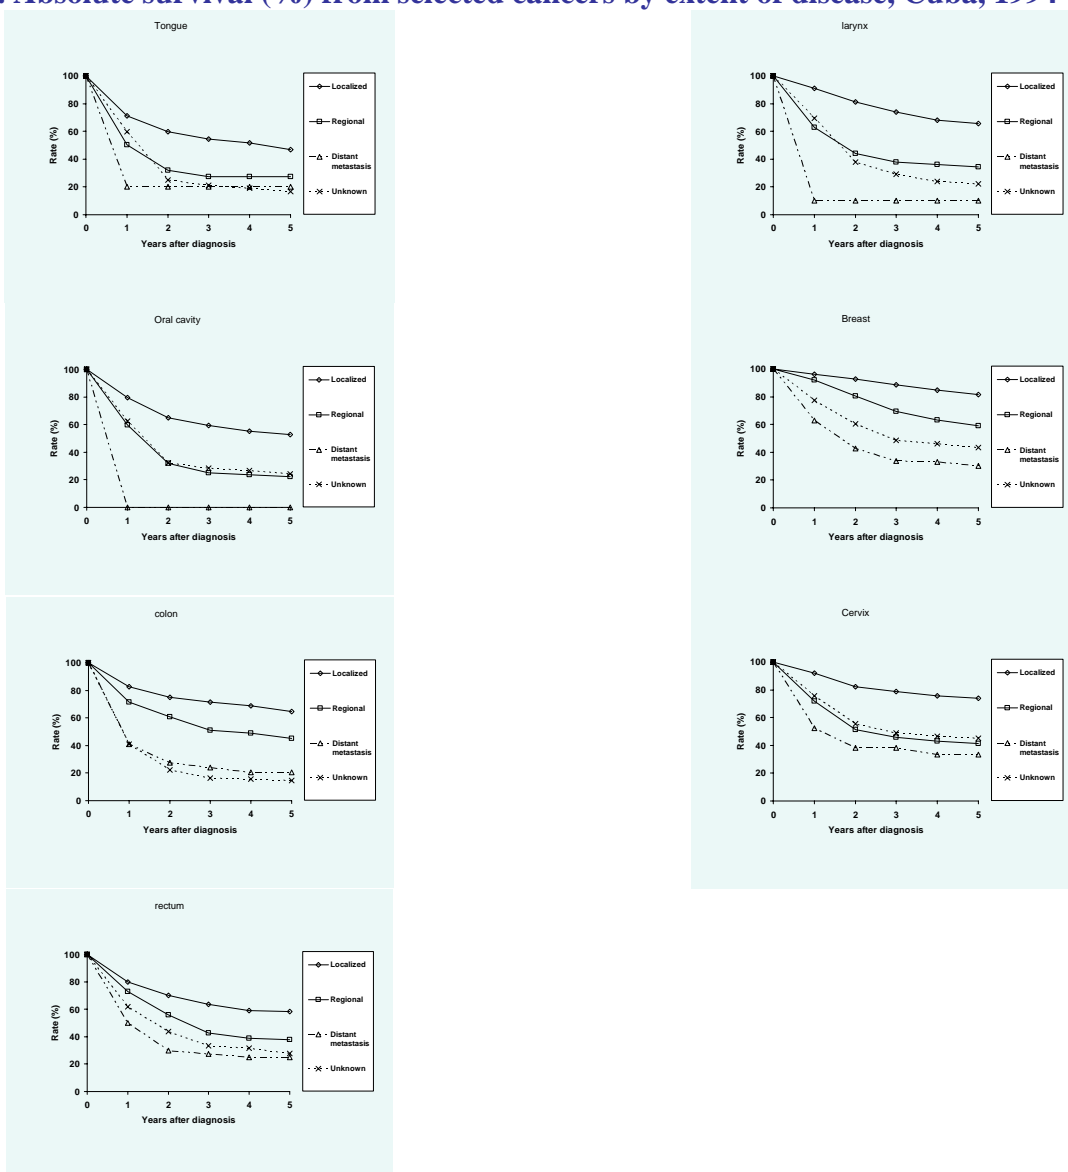 . Absolute survival (%) from selected cancers by extent of disease, Cuba, 1994
Tongue
100
80
60
40
20
0
Rate (%)
0 1 2 3 4 5
Years after diagnosis
Localized
Regional
Distant
metastasis
Unknown
larynx
100
80
60
40
20
0
Rate (%)
0 1 2 3 4 5
Years after diagnosis
Localized
Regional
Distant
metastasis
Unknown
Oral cavity
100
80
60
40
20
0
Rate (%)
0 1 2 3 4 5
Years after diagnosis
Localized
Regional
Distant
metastasis
Unknown
Breast
100
80
60
40
20
0
Rate (%)
0 1 2 3 4 5
Years after diagnosis
Localized
Regional
Distant
metastasis
Unknown
colon
100
80
60
40
20
0
Rate (%)
0 1 2 3 4 5
Years after diagnosis
Localized
Regional
Distant
metastasis
Unknown
Cervix
100
80
60
40
20
0
Rate (%)
0 1 2 3 4 5
Years after diagnosis
Localized
Regional
Distant
metastasis
Unknown
rectum
100
80
60
40
20
0
Rate (%)
0 1 2 3 4 5
Years after diagnosis
Localized
Regional
Distant
metastasis
Unknown